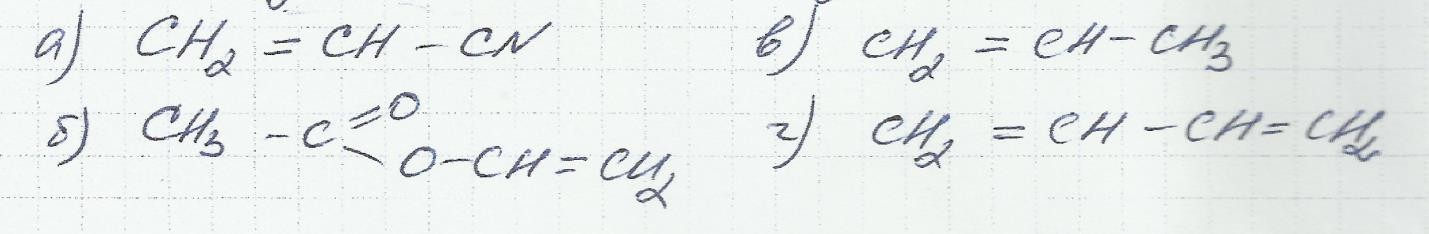 а) CH2 = CH - CN в) CH2 = CH - CH3
б) CH3 - C =O
O - CH = CH2 г) CH2 = CH - CH = CH2